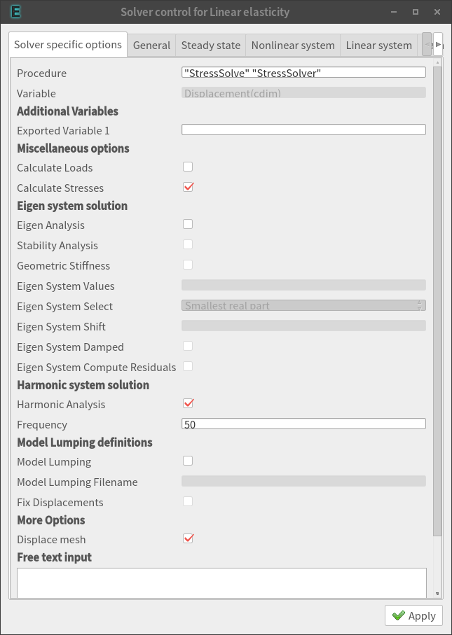 Solver control for Linear elasticity
Solver specific options General Steady state Nonlinear system Linear system
Procedure "StressSolve" "StressSolver"
Variable Displacement(cdim)
Additional Variables
Exported Variable 1
Miscellaneous options
Calculate Loads
Calculate Stresses
Eigen system solution
Eigen Analysis
Stability Analysis
Geometric Stiffness
Eigen System Values
Eigen System Select Smallest real part
Eigen System Shift
Eigen System Damped
Eigen System Compute Residuals
Harmonic system solution
Harmonic Analysis
Frequency 50
Model Lumping definitions
Model Lumping
Model Lumping Filename
Fix Displacements
More Options
Displace mesh
Free text input
Apply